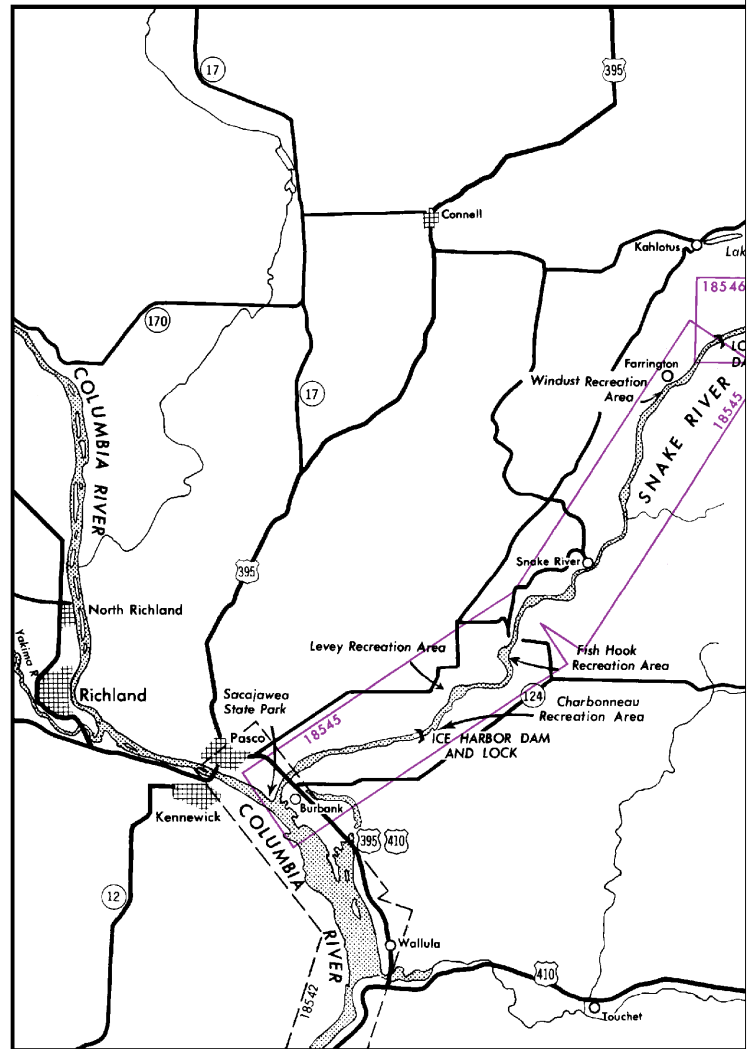 17
395
Connell
Kahlotus
Lak
18546
170
LO
DA
Farrington
Windust Recreation
Area
18545
17
COLUMBIA RIVER
SNAKE RIVER
395
Snake River
North Richland
Levey Recreation Area
Fish Hook
Recreation Area
Yakima R
Richland
Sacajawea
State Park
124
Charbonneau
Recreation Area
18545
Pasco
ICE HARBOR DAM
AND LOCK
Burbank
Kennewick
COLUMBIA
RIVER
395 410
12
Wallula
410
18542
Touchet